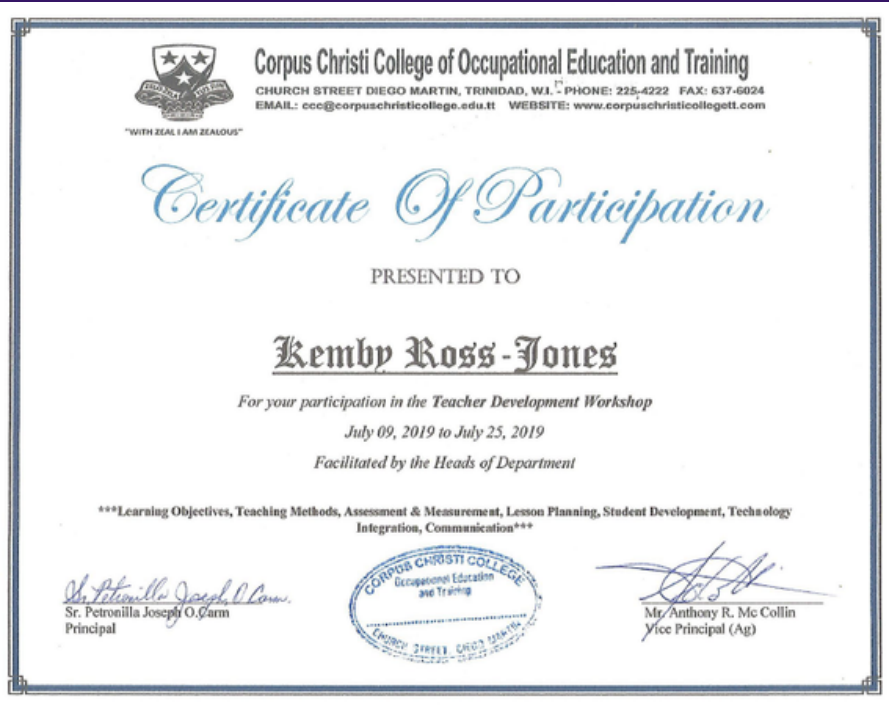 Corpus Christi College of Occupational Education and Training
CHURCH STREET DIEGO MARTIN, TRINIDAD, W.I. - PHONE: 225-4222 FAX: 637-6024
EMAIL: ccc@corpuschristicollege.edu.tt WEBSITE: www.corpuschristicollegett.com
"WITH ZEAL I AM ZEALOUS"
Certificate Of Participation
PRESENTED TO
Kemby Ross-Jones
For your participation in the Teacher Development Workshop
July 09, 2019 to July 25, 2019
Facilitated by the Heads of Department
***Learning Objectives, Teaching Methods, Assessment & Measurement, Lesson Planning, Student Development, Technology
Integration, Communication***
CORPUS CHRISTI COLLEGE
Occupational Education
and Training
CHURCH STREET, DIEGO MARTIN
Sr. Petronilla Joseph O.Carm.
Sr. Petronilla Joseph O.Carm
Principal
Mr. Anthony R. Mc Collin
Vice Principal (Ag)